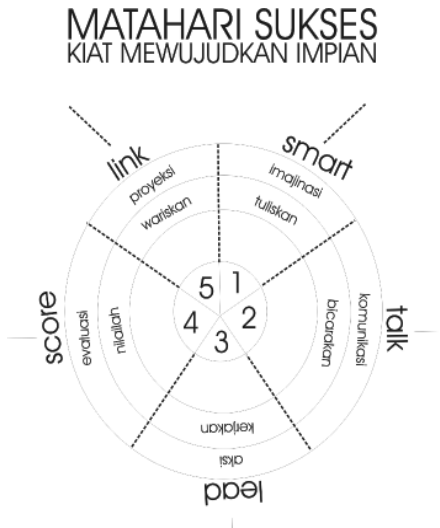 MATAHARI SUKSES
KIAT MEWUJUDKAN IMPIAN
link
smart
proyeksi
imajinasi
wariskan
tuliskan
5
1
4
2
3
score
evaluasi
nilailah
bicarakan
komunikasi
talk
kerjakan
aksi
lead